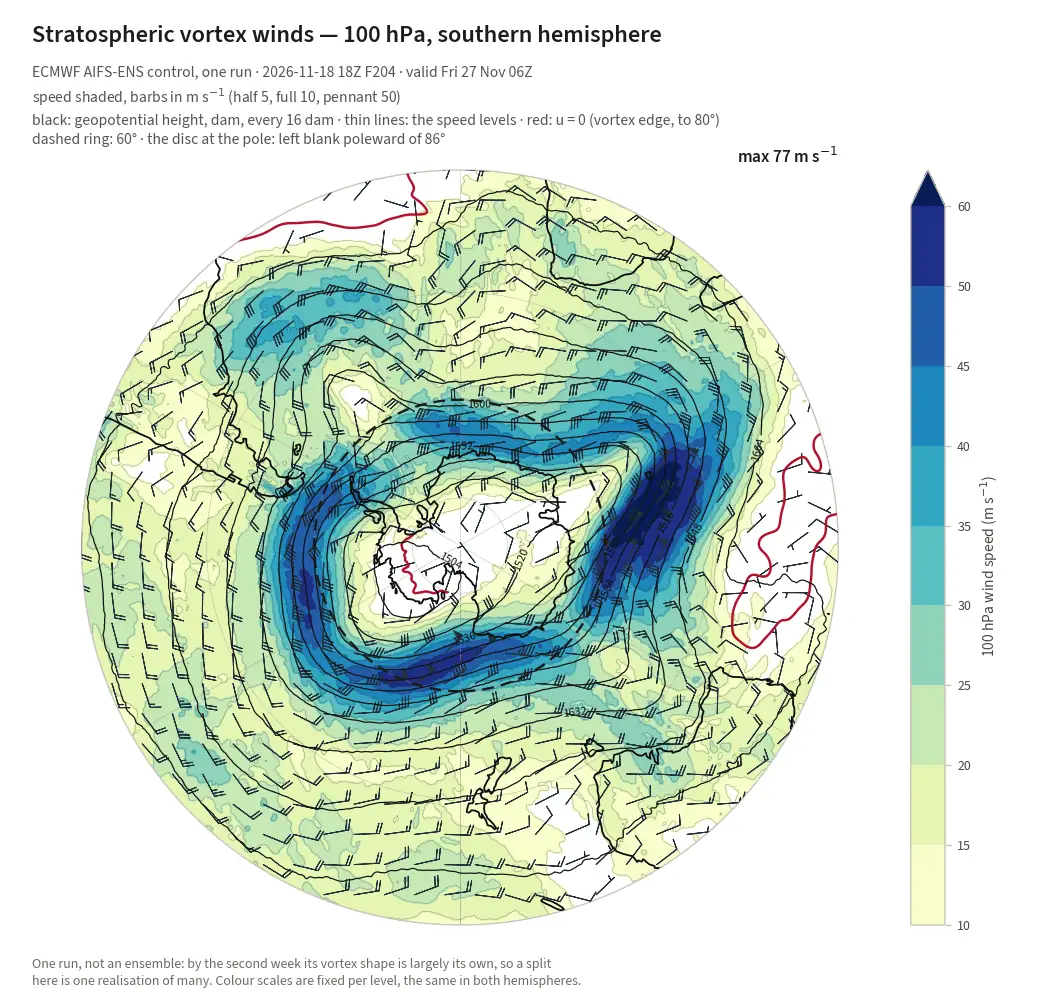 Stratospheric vortex winds — 100 hPa, southern hemisphere
ECMWF AIFS-ENS control, one run · 2026-11-18 18Z F204 · valid Fri 27 Nov 06Z
speed shaded, barbs in m s⁻¹ (half 5, full 10, pennant 50)
black: geopotential height, dam, every 16 dam · thin lines: the speed levels · red: u = 0 (vortex edge, to 80°)
dashed ring: 60° · the disc at the pole: left blank poleward of 86°
max 77 m s⁻¹
60
50
45
40
35
30
25
20
15
10
100 hPa wind speed (m s⁻¹)
1600
1504
1520
1632
One run, not an ensemble: by the second week its vortex shape is largely its own, so a split
here is one realisation of many. Colour scales are fixed per level, the same in both hemispheres.